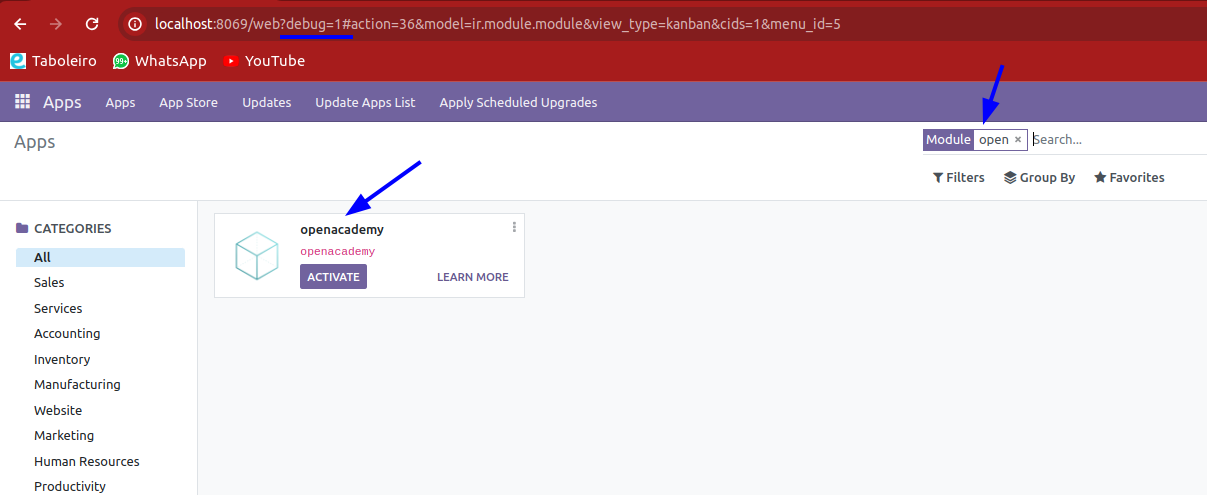 localhost:8069/web?debug=1#action=36&model=ir.module.module&view_type=kanban&cids=1&menu_id=5
Taboleiro 99+ WhatsApp YouTube
Apps Apps App Store Updates Update Apps List Apply Scheduled Upgrades
Apps Module open × Search...
Filters Group By Favorites
CATEGORIES
All
Sales
Services
Accounting
Inventory
Manufacturing
Website
Marketing
Human Resources
Productivity
openacademy
openacademy
ACTIVATE LEARN MORE